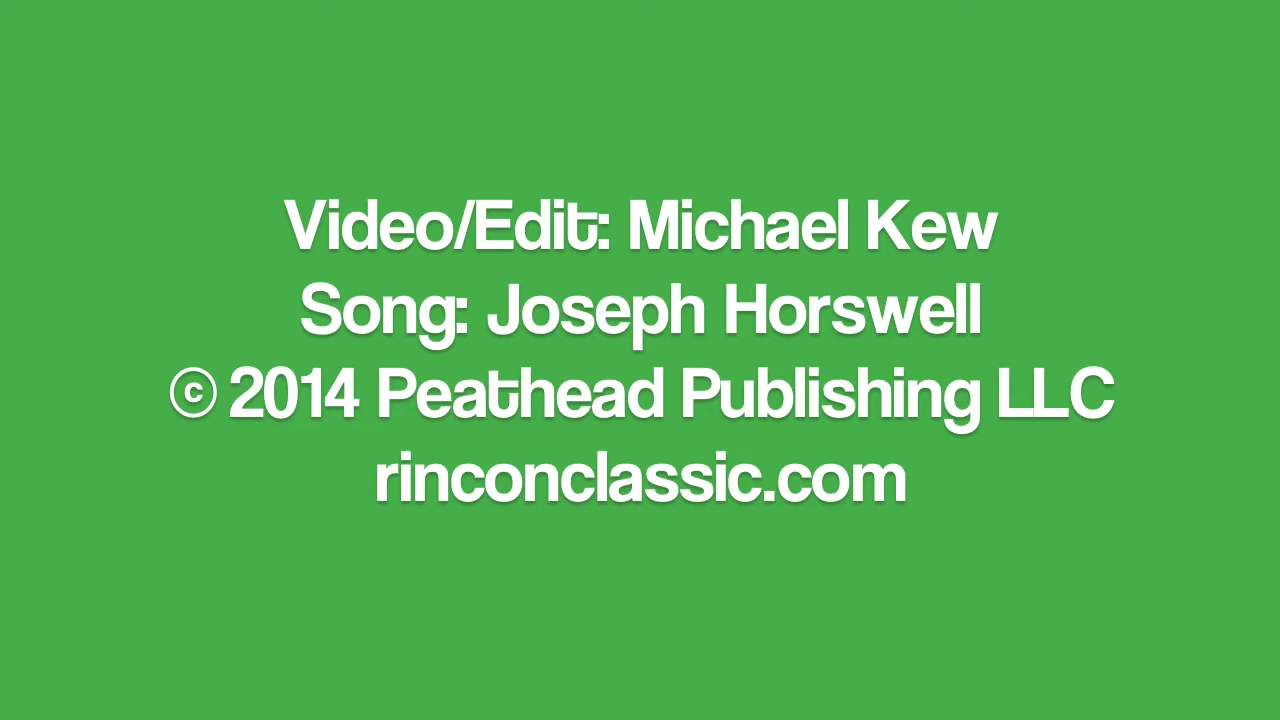 Video/Edit: Michael Kew
Song: Joseph Horswell
© 2014 Peathead Publishing LLC
rinconclassic.com